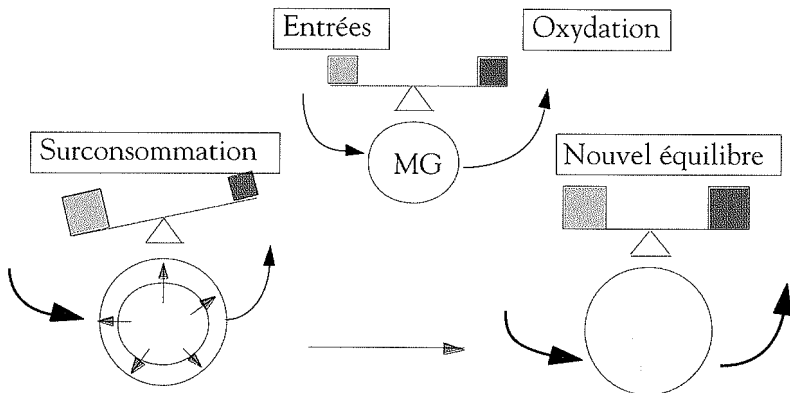 Entrées
Oxydation
Surconsommation
MG
Nouvel équilibre